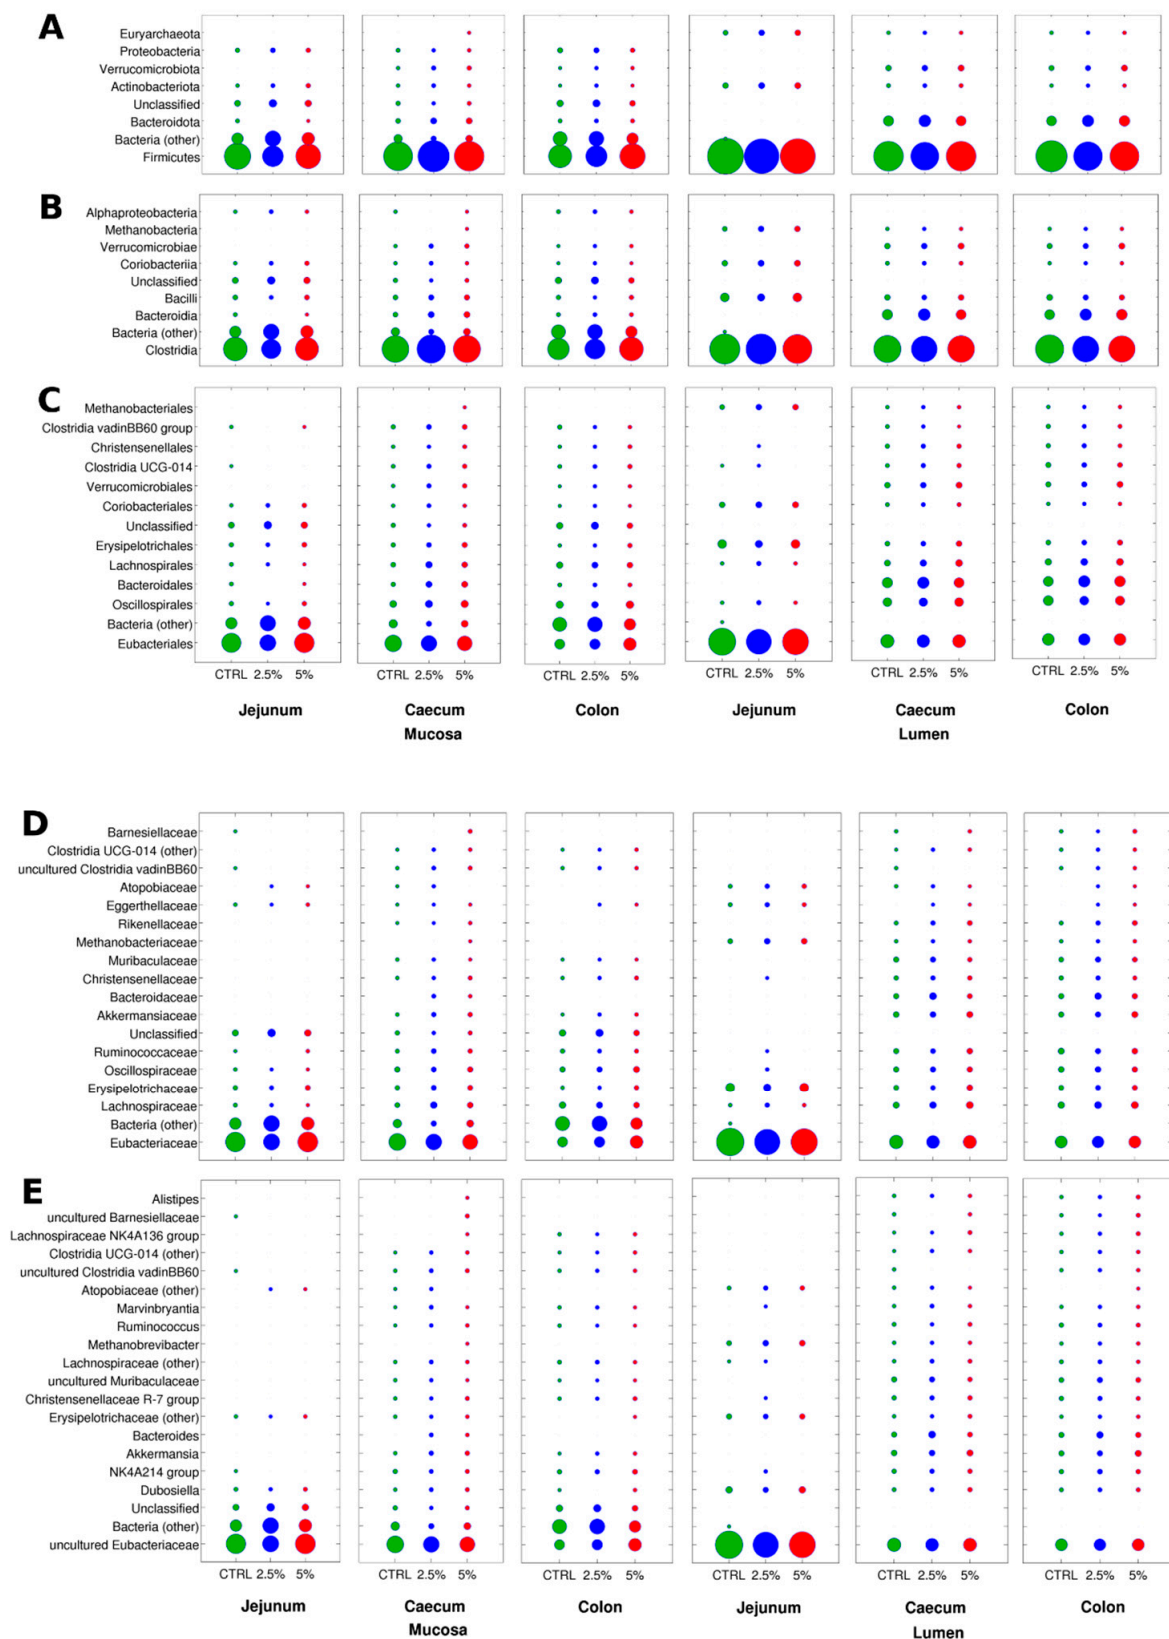 A
Euryarchaeota
Proteobacteria
Verrucomicrobiota
Actinobacteriota
Unclassified
Bacteroidota
Bacteria (other)
Firmicutes
B
Alphaproteobacteria
Methanobacteria
Verrucomicrobiae
Coriobacteriia
Unclassified
Bacilli
Bacteroidia
Bacteria (other)
Clostridia
C
Methanobacteriales
Clostridia vadinBB60 group
Christensenellales
Clostridia UCG-014
Verrucomicrobiales
Coriobacteriales
Unclassified
Erysipelotrichales
Lachnospirales
Bacteroidales
Oscillospirales
Bacteria (other)
Eubacteriales
CTRL 2.5% 5% CTRL 2.5% 5% CTRL 2.5% 5% CTRL 2.5% 5% CTRL 2.5% 5% CTRL 2.5% 5%
Jejunum Caecum Colon Jejunum Caecum Colon
Mucosa Lumen
D
Barnesiellaceae
Clostridia UCG-014 (other)
uncultured Clostridia vadinBB60
Atopobiaceae
Eggerthellaceae
Rikenellaceae
Methanobacteriaceae
Muribaculaceae
Christensenellaceae
Bacteroidaceae
Akkermansiaceae
Unclassified
Ruminococcaceae
Oscillospiraceae
Erysipelotrichaceae
Lachnospiraceae
Bacteria (other)
Eubacteriaceae
E
Alistipes
uncultured Barnesiellaceae
Lachnospiraceae NK4A136 group
Clostridia UCG-014 (other)
uncultured Clostridia vadinBB60
Atopobiaceae (other)
Marvinbryantia
Ruminococcus
Methanobrevibacter
Lachnospiraceae (other)
uncultured Muribaculaceae
Christensenellaceae R-7 group
Erysipelotrichaceae (other)
Bacteroides
Akkermansia
NK4A214 group
Dubosiella
Unclassified
Bacteria (other)
uncultured Eubacteriaceae
CTRL 2.5% 5% CTRL 2.5% 5% CTRL 2.5% 5% CTRL 2.5% 5% CTRL 2.5% 5% CTRL 2.5% 5%
Jejunum Caecum Colon Jejunum Caecum Colon
Mucosa Lumen